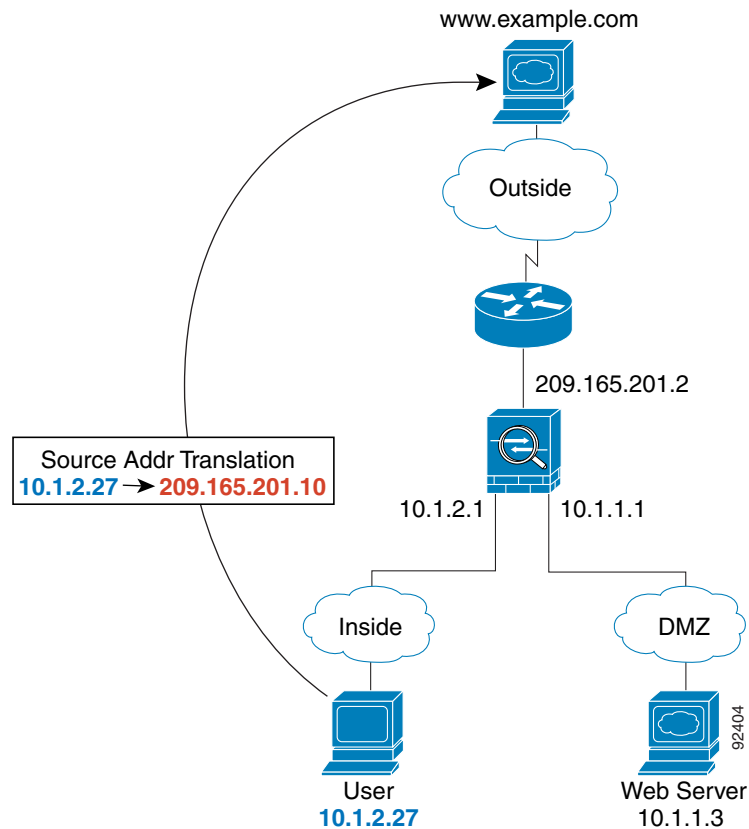 www.example.com
Outside
209.165.201.2
Source Addr Translation
10.1.2.27 → 209.165.201.10
10.1.2.1
10.1.1.1
Inside
DMZ
92404
User
10.1.2.27
Web Server
10.1.1.3